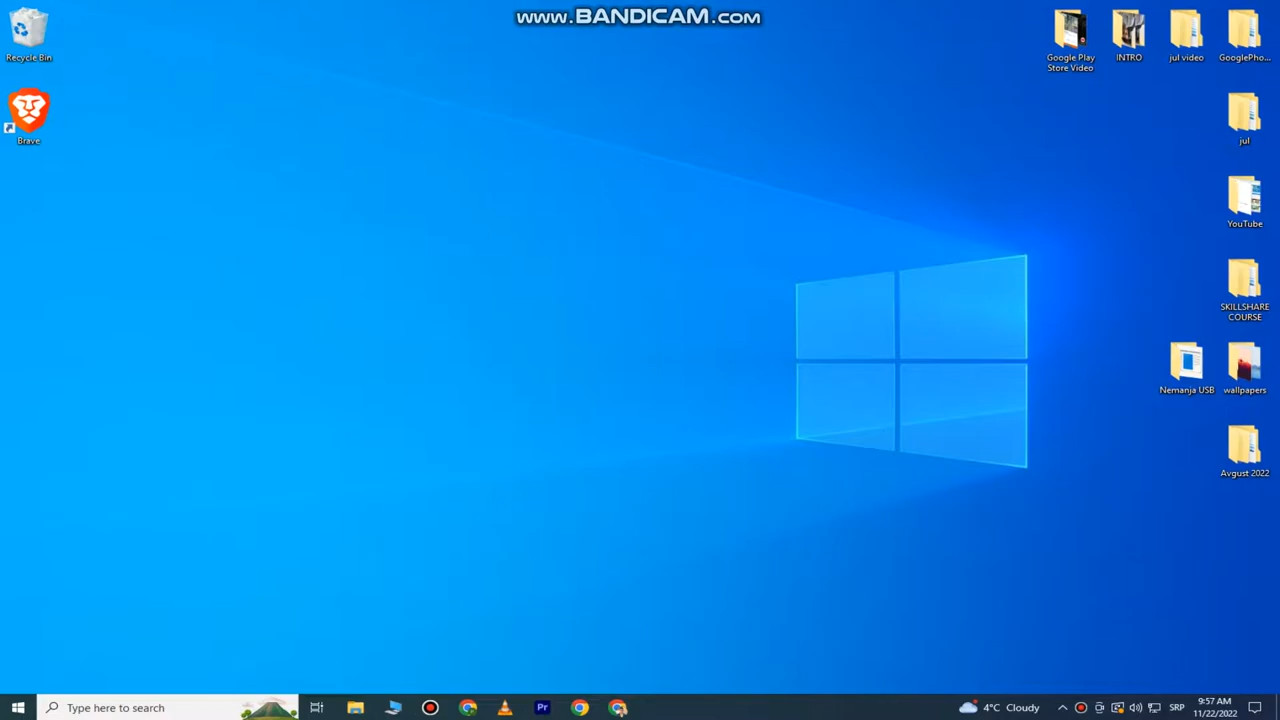 www.BANDICAM.com
Recycle Bin
Brave
Google Play
Store Video
INTRO
jul video
GooglePho...
jul
YouTube
SKILLSHARE
COURSE
Nemanja USB
wallpapers
Avgust 2022
Type here to search
Pr
4°C Cloudy
SRP
9:57 AM
11/22/2022